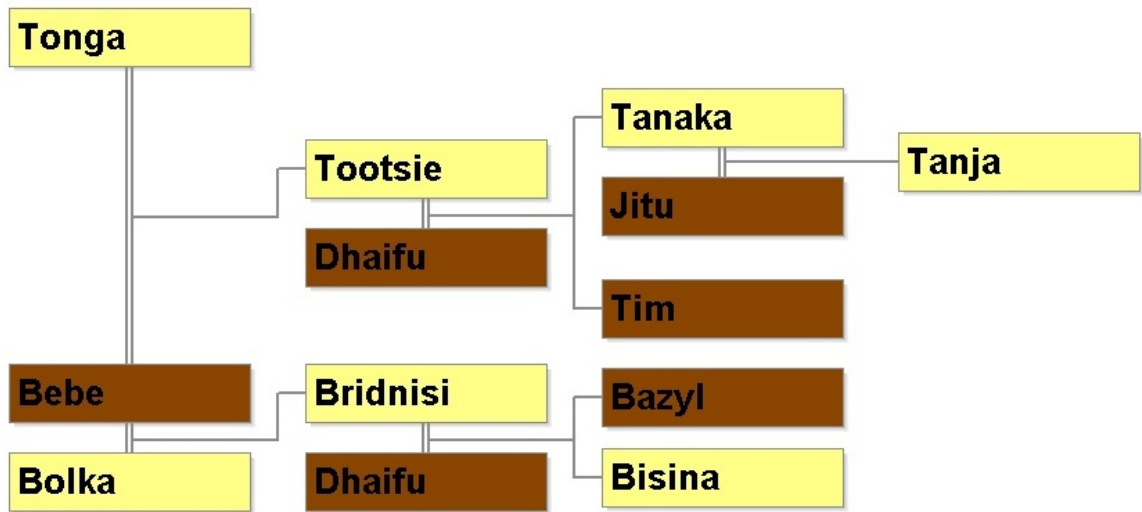 Tonga
Tanaka
Tanja
Tootsie
Jitu
Dhaifu
Tim
Bebe
Bridnisi
Bazyl
Bolka
Dhaifu
Bisina